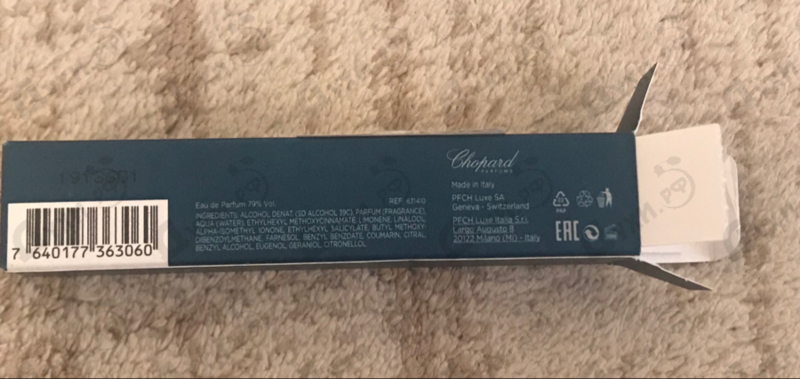 Chopard
PARFUMS
Made in Italy
PFCH Luxe SA
Geneva - Switzerland
PFCH Luxe Italia S.r.l.
Largo Augusto 8
20122 Milano (MI) - Italy
PAP
EAC
Eau de Parfum 79% Vol.
REF.
INGREDIENTS: ALCOHOL DENAT. (SD ALCOHOL 39C), PARFUM (FRAGRANCE),
AQUA (WATER), ETHYLHEXYL METHOXYCINNAMATE, LIMONENE, LINALOOL,
ALPHA-ISOMETHYL IONONE, ETHYLHEXYL SALICYLATE, BUTYL METHOXY-
DIBENZOYLMETHANE, FARNESOL, BENZYL BENZOATE, COUMARIN, CITRAL,
BENZYL ALCOHOL, EUGENOL, GERANIOL, CITRONELLOL
7 640177 363060